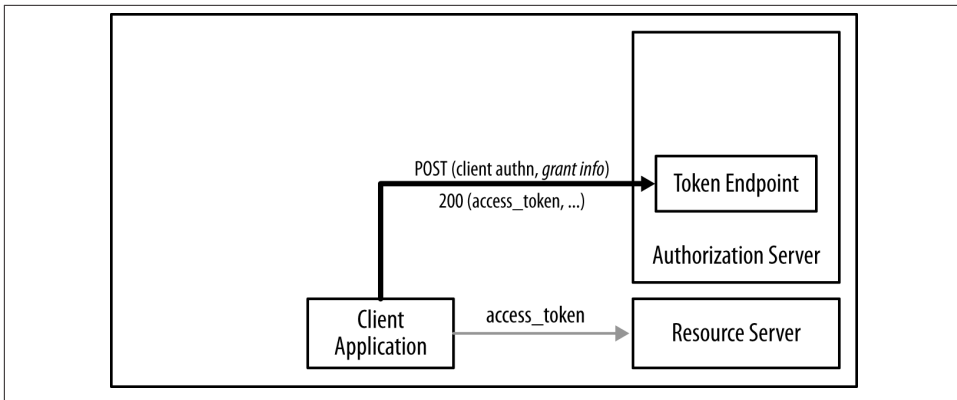 POST (client authn, grant info)
200 (access_token, ...)
Token Endpoint
Authorization Server
Client
Application
access_token
Resource Server